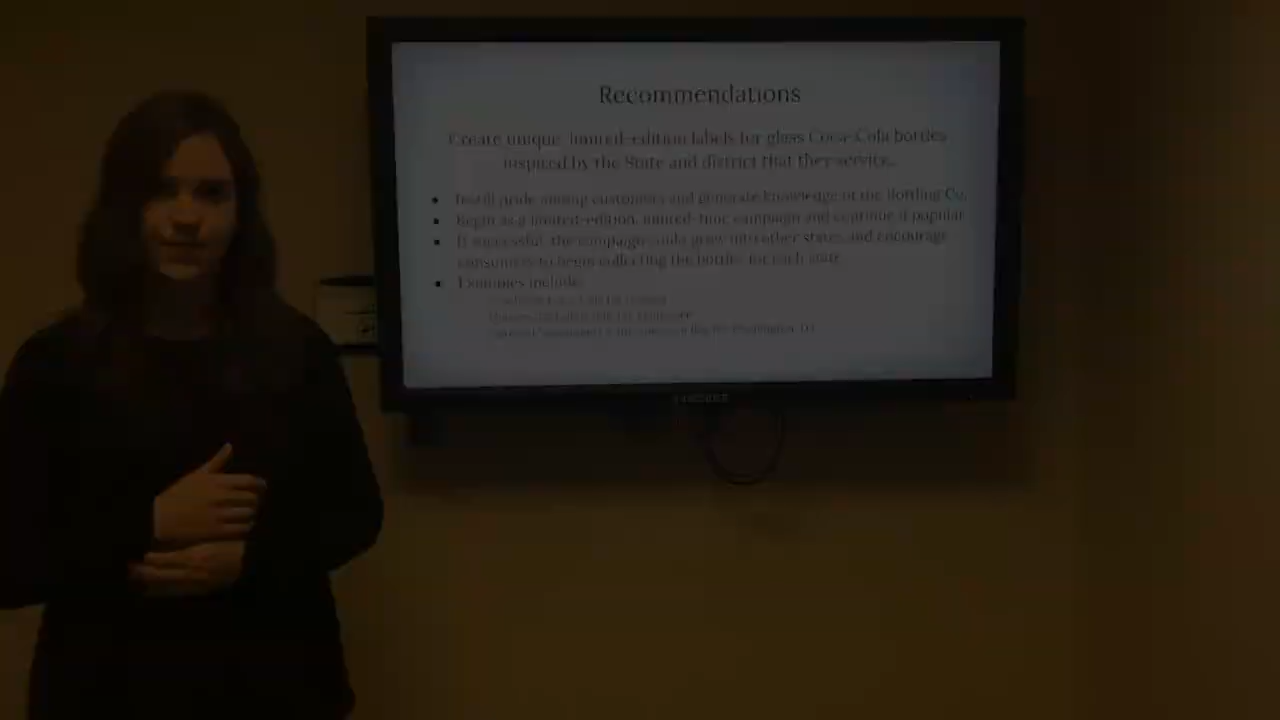 Recommendations
Create unique, limited-edition labels for glass Coca-Cola bottles
inspired by the State and district that they service.
Instill pride among customers and generate knowledge of the Bottling Co.
Begin as a limited-edition, limited-time campaign and continue if popular
If successful, the campaign could grow into other states and encourage
consumers to begin collecting the bottles for each state
Examples include:
SAMSUNG